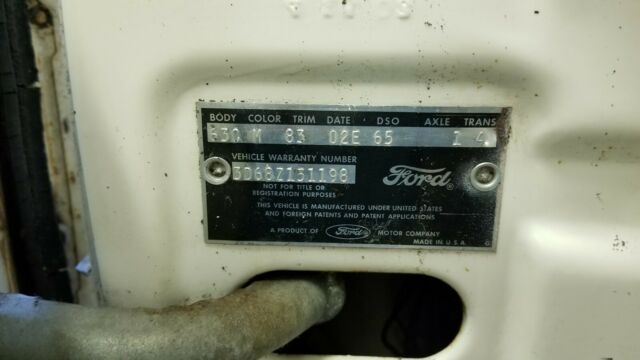 BODY COLOR TRIM DATE DSO AXLE TRANS
M 83 02E 65 1 4
VEHICLE WARRANTY NUMBER
3D68Z131198
Ford
NOT FOR TITLE OR
REGISTRATION PURPOSES
THIS VEHICLE IS MANUFACTURED UNDER UNITED STATES
AND FOREIGN PATENTS AND PATENT APPLICATIONS
A PRODUCT OF Ford MOTOR COMPANY
MADE IN U.S.A